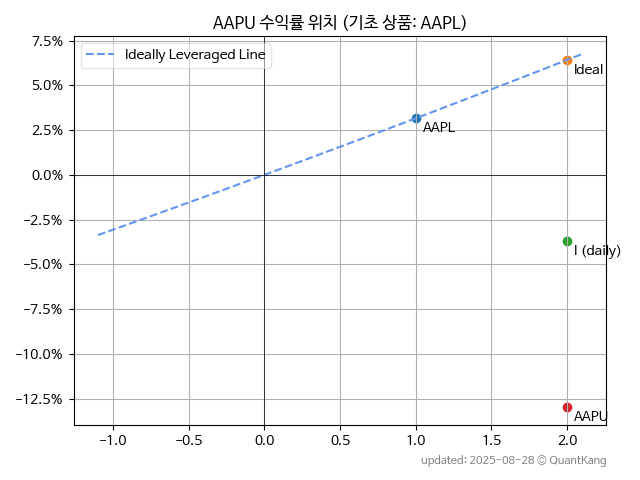 AAPU 수익률 위치 (기초 상품: AAPL)
7.5%
Ideally Leveraged Line
Ideal
5.0%
2.5%
AAPL
0.0%
−2.5%
I (daily)
−5.0%
−7.5%
−10.0%
−12.5%
AAPU
−1.0 −0.5 0.0 0.5 1.0 1.5 2.0
updated: 2025-08-28 © QuantKang